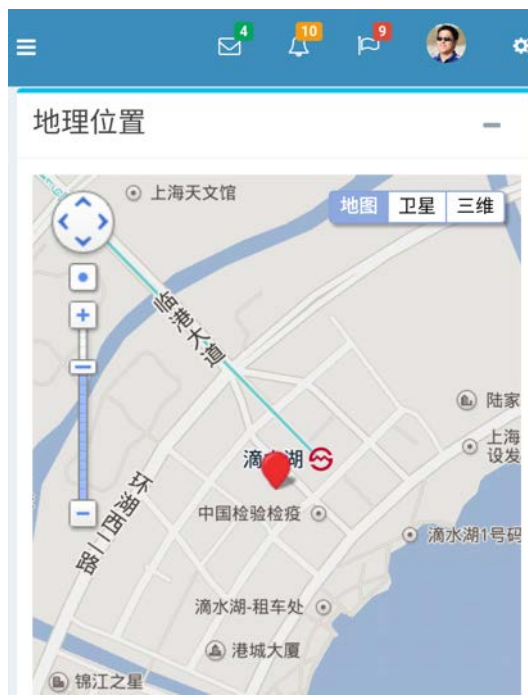 4
10
9
地理位置
上海天文馆
地图 卫星 三维
临港大道
陆家
上海
设发
滴水湖
环湖西二路
中国检验检疫
滴水湖1号码
滴水湖-租车处
港城大厦
锦江之星